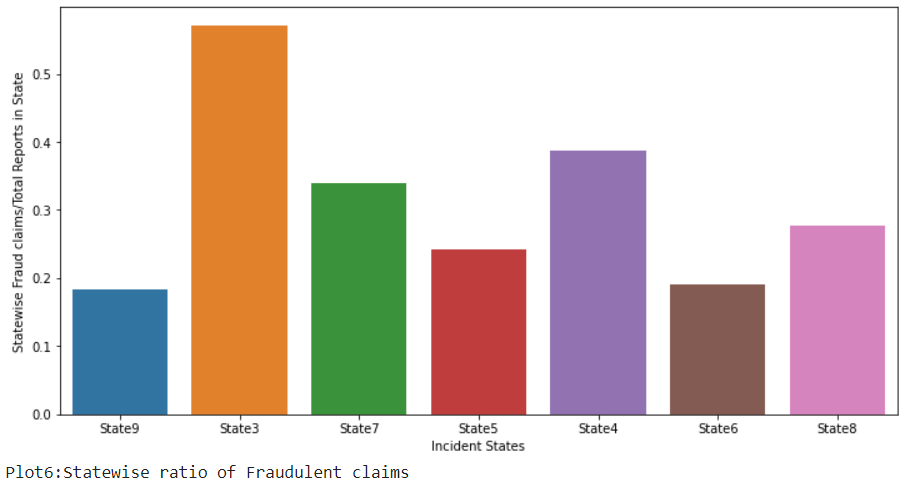 Statewise Fraud claims/Total Reports in State
0.5
0.4
0.3
0.2
0.1
0.0
State9 State3 State7 State5 State4 State6 State8
Incident States
Plot6:Statewise ratio of Fraudulent claims